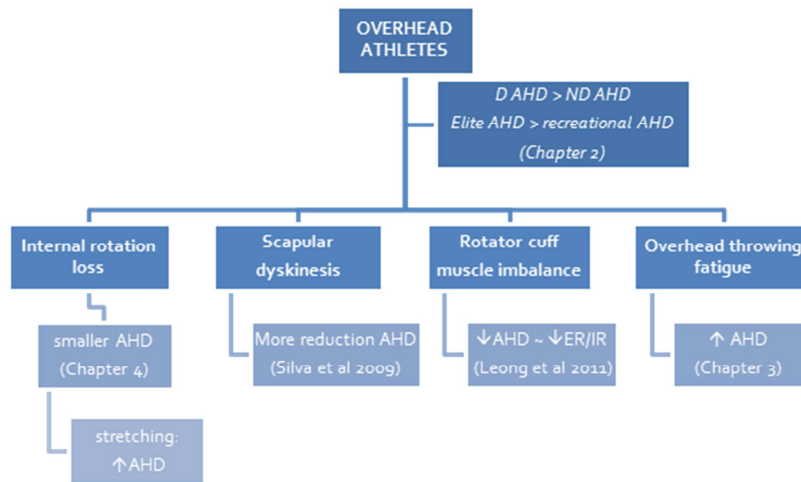 OVERHEAD
ATHLETES
D AHD > ND AHD
Elite AHD > recreational AHD
(Chapter 2)
Internal rotation
loss
Scapular
dyskinesis
Rotator cuff
muscle imbalance
Overhead throwing
fatigue
smaller AHD
(Chapter 4)
More reduction AHD
(Silva et al 2009)
↓AHD ~ ↓ER/IR
(Leong et al 2011)
↑ AHD
(Chapter 3)
stretching:
↑AHD